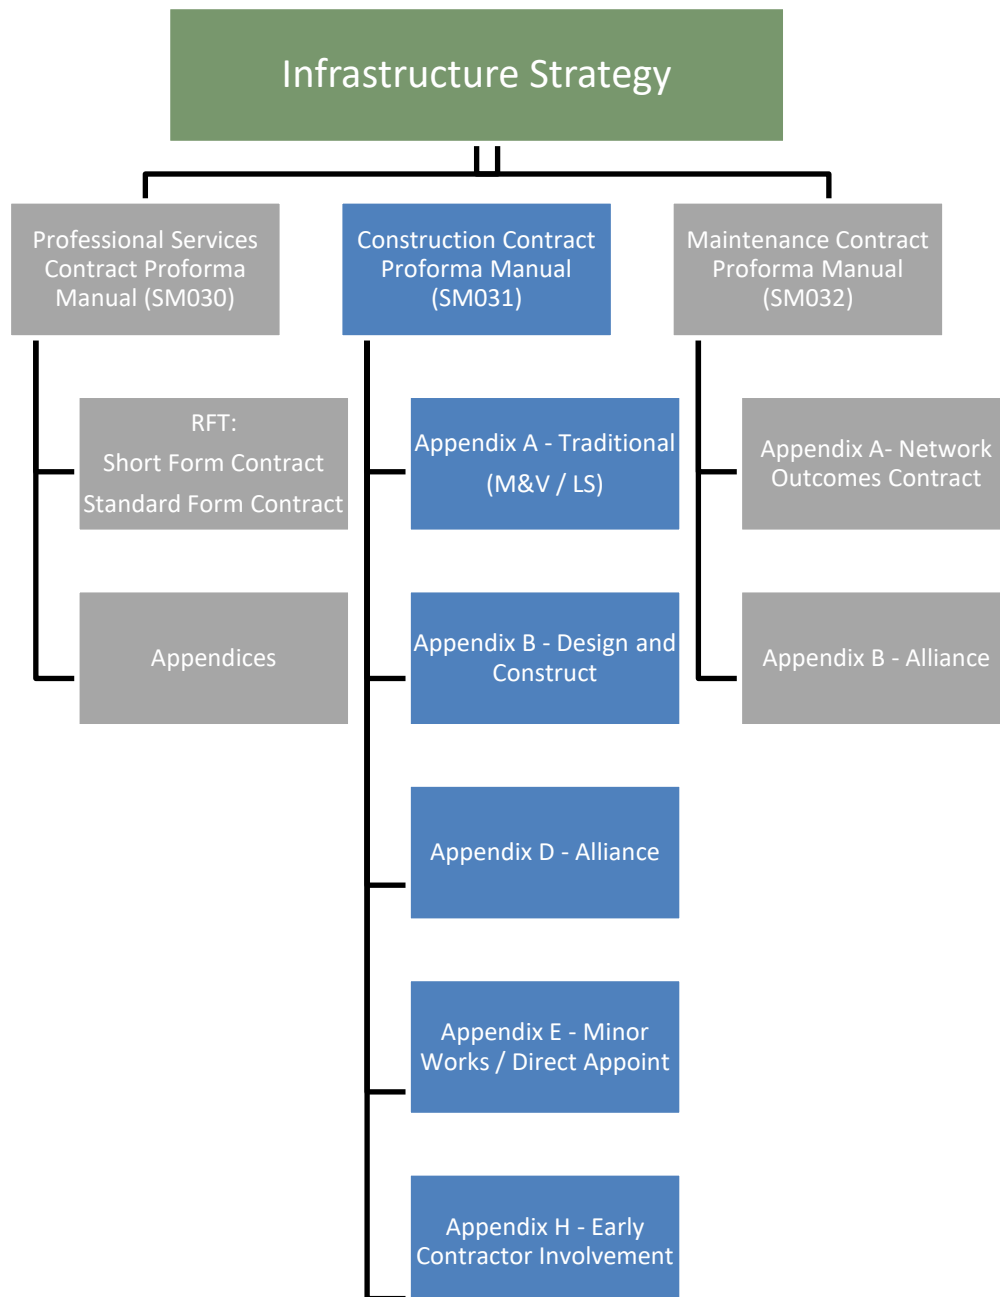 Infrastructure Strategy
Professional Services
Contract Proforma
Manual (SM030)
Construction Contract
Proforma Manual
(SM031)
Maintenance Contract
Proforma Manual
(SM032)
RFT:
Short Form Contract
Standard Form Contract
Appendices
Appendix A - Traditional
(M&V / LS)
Appendix B - Design and
Construct
Appendix D - Alliance
Appendix E - Minor
Works / Direct Appoint
Appendix H - Early
Contractor Involvement
Appendix A- Network
Outcomes Contract
Appendix B - Alliance